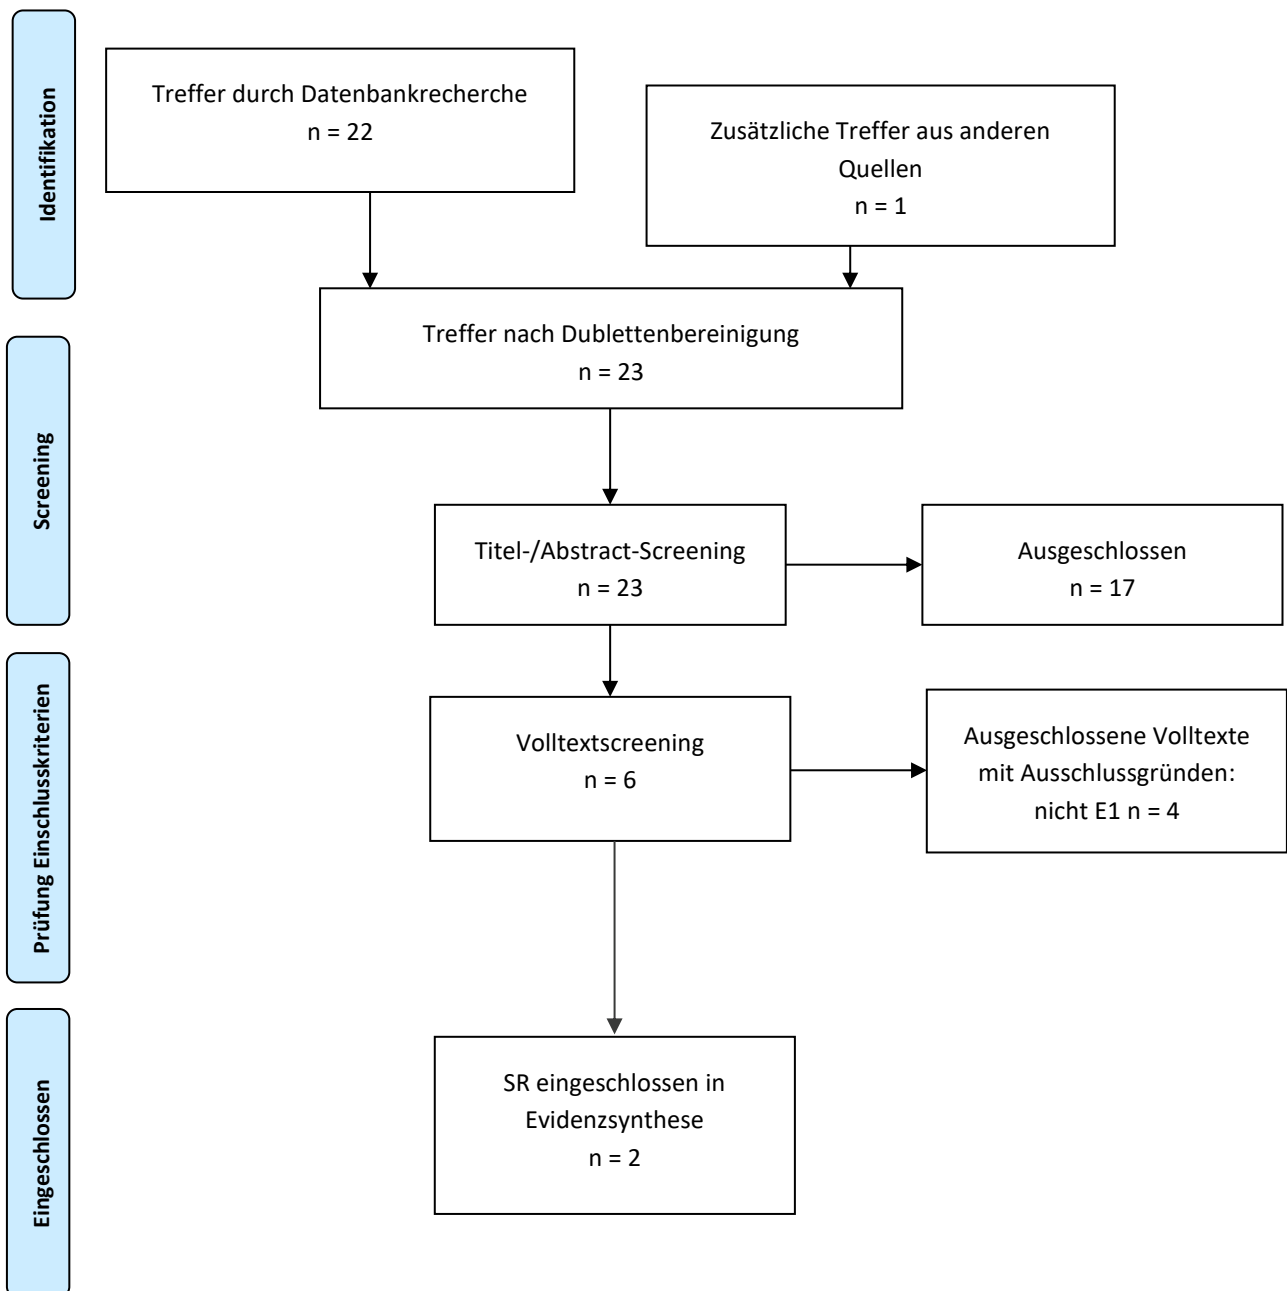 Identifikation
Treffer durch Datenbankrecherche
n = 22
Zusätzliche Treffer aus anderen
Quellen
n = 1
Treffer nach Dublettenbereinigung
n = 23
Screening
Titel-/Abstract-Screening
n = 23
Ausgeschlossen
n = 17
Prüfung Einschlusskriterien
Volltextscreening
n = 6
Ausgeschlossene Volltexte
mit Ausschlussgründen:
nicht E1 n = 4
Eingeschlossen
SR eingeschlossen in
Evidenzsynthese
n = 2